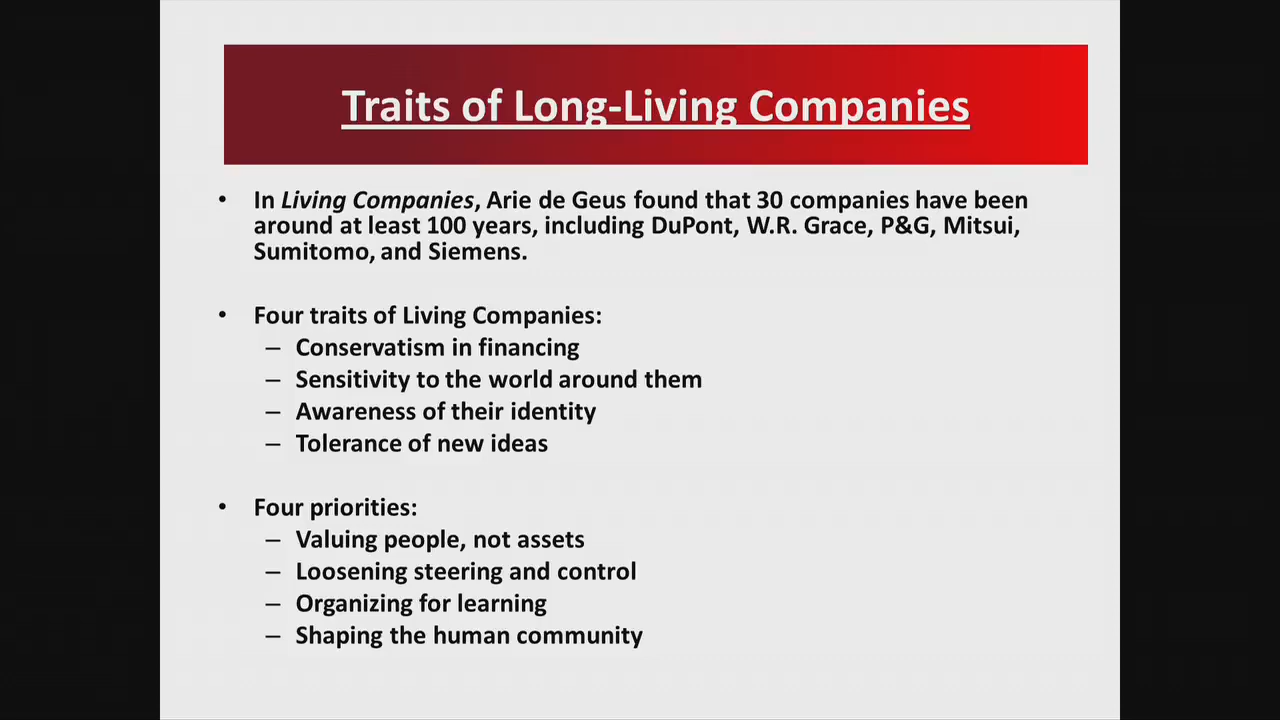 Traits of Long-Living Companies
• In Living Companies, Arie de Geus found that 30 companies have been
around at least 100 years, including DuPont, W.R. Grace, P&G, Mitsui,
Sumitomo, and Siemens.
• Four traits of Living Companies:
– Conservatism in financing
– Sensitivity to the world around them
– Awareness of their identity
– Tolerance of new ideas
• Four priorities:
– Valuing people, not assets
– Loosening steering and control
– Organizing for learning
– Shaping the human community